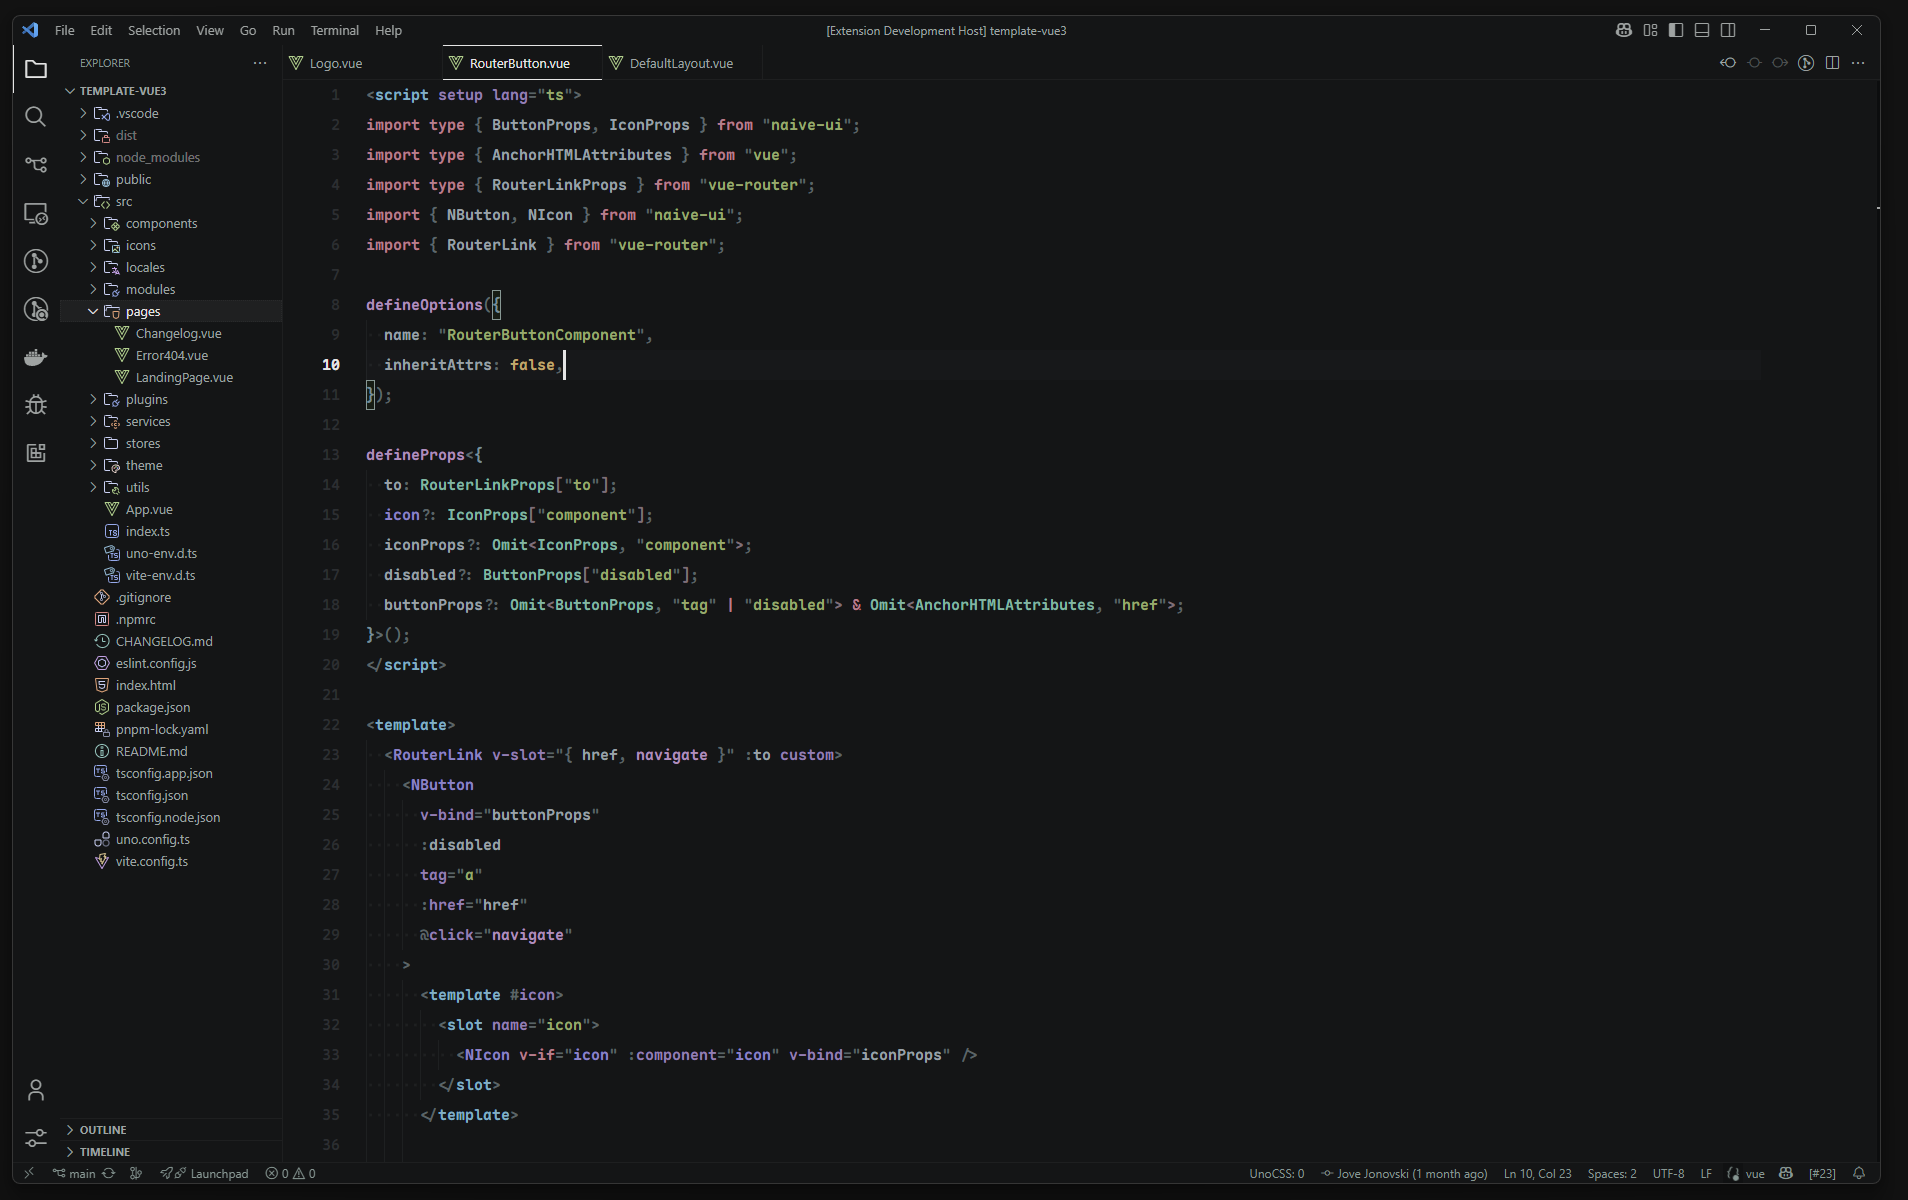 File Edit Selection View Go Run Terminal Help
[Extension Development Host] template-vue3
EXPLORER
Logo.vue
RouterButton.vue
DefaultLayout.vue
TEMPLATE-VUE3
.vscode
dist
node_modules
public
src
components
icons
locales
modules
pages
Changelog.vue
Error404.vue
LandingPage.vue
plugins
services
stores
theme
utils
App.vue
index.ts
uno-env.d.ts
vite-env.d.ts
.gitignore
.npmrc
CHANGELOG.md
eslint.config.js
index.html
package.json
pnpm-lock.yaml
README.md
tsconfig.app.json
tsconfig.json
tsconfig.node.json
uno.config.ts
vite.config.ts
OUTLINE
TIMELINE
1 <script setup lang="ts">
2 import type { ButtonProps, IconProps } from "naive-ui";
3 import type { AnchorHTMLAttributes } from "vue";
4 import type { RouterLinkProps } from "vue-router";
5 import { NButton, NIcon } from "naive-ui";
6 import { RouterLink } from "vue-router";
7
8 defineOptions({
9 name: "RouterButtonComponent",
10 inheritAttrs: false,
11 });
12
13 defineProps<{
14 to: RouterLinkProps["to"];
15 icon?: IconProps["component"];
16 iconProps?: Omit<IconProps, "component">;
17 disabled?: ButtonProps["disabled"];
18 buttonProps?: Omit<ButtonProps, "tag" | "disabled"> & Omit<AnchorHTMLAttributes, "href">;
19 }>();
20 </script>
21
22 <template>
23 <RouterLink v-slot="{ href, navigate }" :to custom>
24 <NButton
25 v-bind="buttonProps"
26 :disabled
27 tag="a"
28 :href="href"
29 @click="navigate"
30 >
31 <template #icon>
32 <slot name="icon">
33 <NIcon v-if="icon" :component="icon" v-bind="iconProps" />
34 </slot>
35 </template>
36
main Launchpad 0 0 UnoCSS: 0 Jove Jonovski (1 month ago) Ln 10, Col 23 Spaces: 2 UTF-8 LF vue [#23]